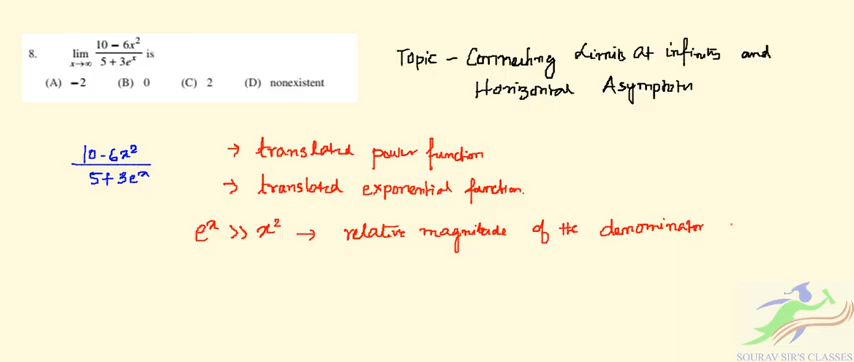 8. lim x→∞ (10 − 6x²)/(5 + 3eˣ) is
(A) −2 (B) 0 (C) 2 (D) nonexistent
Topic - Connecting Limits At infinity and
Horizontal Asymptote
(10-6x²)/(5+3eˣ)
→ translated power function
→ translated exponential function.
eˣ >> x² → relative magnitude of the denominator
SOURAV SIR'S CLASSES